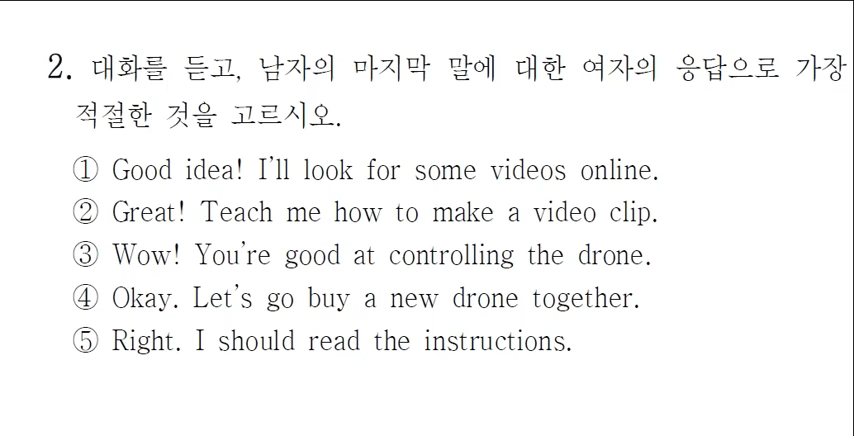 2. 대화를 듣고, 남자의 마지막 말에 대한 여자의 응답으로 가장
적절한 것을 고르시오.
① Good idea! I'll look for some videos online.
② Great! Teach me how to make a video clip.
③ Wow! You're good at controlling the drone.
④ Okay. Let's go buy a new drone together.
⑤ Right. I should read the instructions.